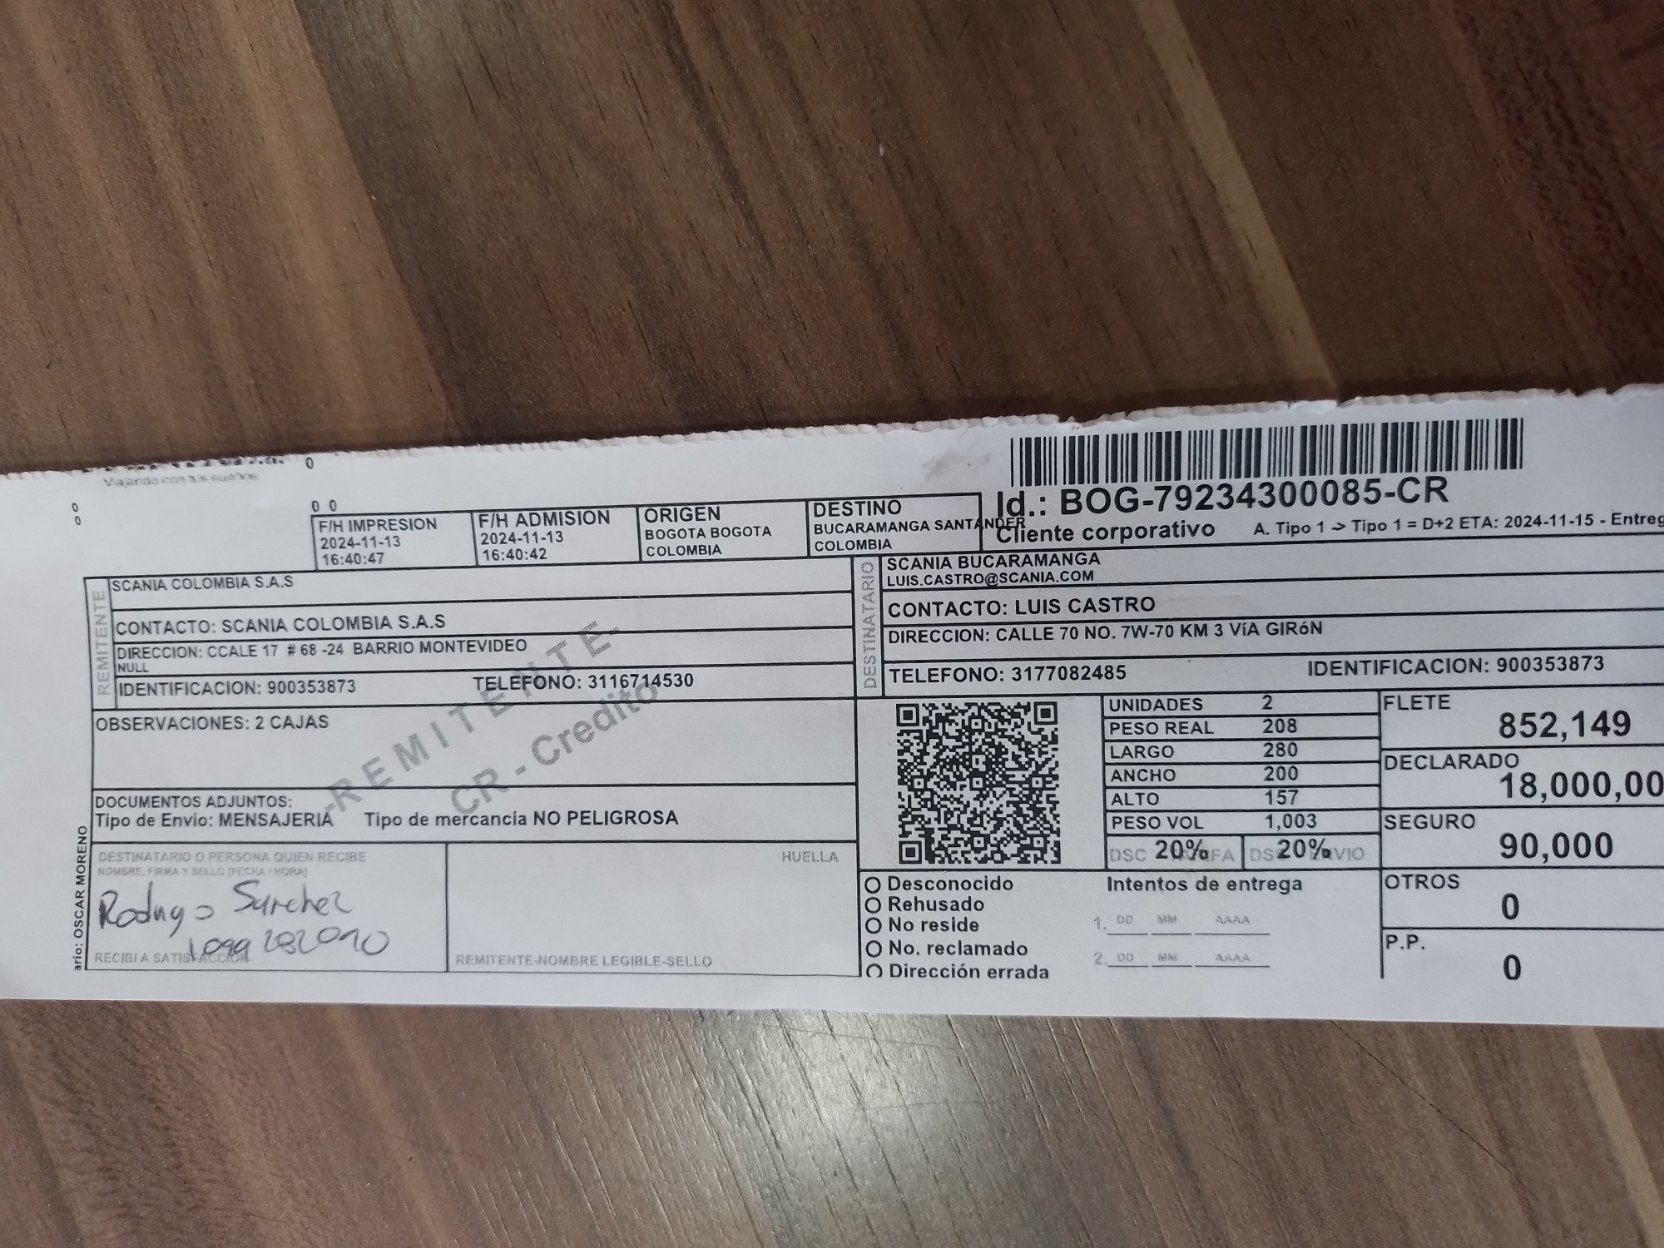 Viajando con tus sueños
0
0
0
0 0
Id.: BOG-79234300085-CR
Cliente corporativo
A. Tipo 1 -> Tipo 1 = D+2 ETA: 2024-11-15 - Entreg
F/H IMPRESION
2024-11-13
16:40:47
F/H ADMISION
2024-11-13
16:40:42
ORIGEN
BOGOTA BOGOTA
COLOMBIA
DESTINO
BUCARAMANGA SANTANDER
COLOMBIA
REMITENTE
SCANIA COLOMBIA S.A.S
CONTACTO: SCANIA COLOMBIA S.A.S
DIRECCION: CCALE 17 # 68 -24 BARRIO MONTEVIDEO
NULL
IDENTIFICACION: 900353873
TELEFONO: 3116714530
DESTINATARIO
SCANIA BUCARAMANGA
LUIS.CASTRO@SCANIA.COM
CONTACTO: LUIS CASTRO
DIRECCION: CALLE 70 NO. 7W-70 KM 3 VíA GIRóN
TELEFONO: 3177082485
IDENTIFICACION: 900353873
OBSERVACIONES: 2 CAJAS
-REMITENTE-
CR - Credito
DOCUMENTOS ADJUNTOS:
Tipo de Envio: MENSAJERIA Tipo de mercancia NO PELIGROSA
UNIDADES 2
PESO REAL 208
LARGO 280
ANCHO 200
ALTO 157
PESO VOL 1,003
DSC 20%
20% ENVIO
FLETE
852,149
DECLARADO
18,000,00
SEGURO
90,000
OTROS
0
P.P.
0
ario: OSCAR MORENO
DESTINATARIO O PERSONA QUIEN RECIBE
NOMBRE, FIRMA Y SELLO [FECHA / HORA]
Rodrigo Sanchez
RECIBI A SATISFACCION
HUELLA
REMITENTE-NOMBRE LEGIBLE-SELLO
Desconocido
Rehusado
No reside
No. reclamado
Dirección errada
Intentos de entrega
1. DD MM AAAA
2. DD MM AAAA